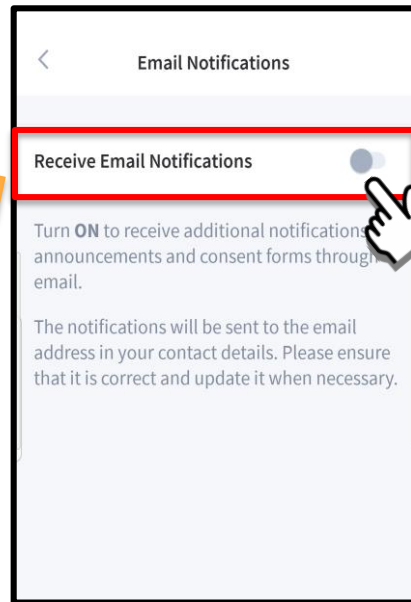 Email Notifications
Receive Email Notifications
Turn ON to receive additional notifications
announcements and consent forms through
email.
The notifications will be sent to the email
address in your contact details. Please ensure
that it is correct and update it when necessary.